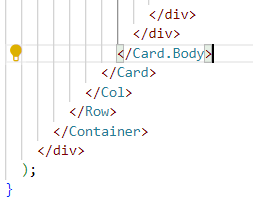 </div>
</div>
</Card.Body>
</Card>
</Col>
</Row>
</Container>
</div>
);
}